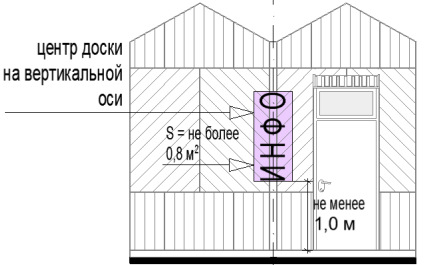 центр доски
на вертикальной
оси
S = не более
0,8 м²
ИНФО
не менее
1,0 м